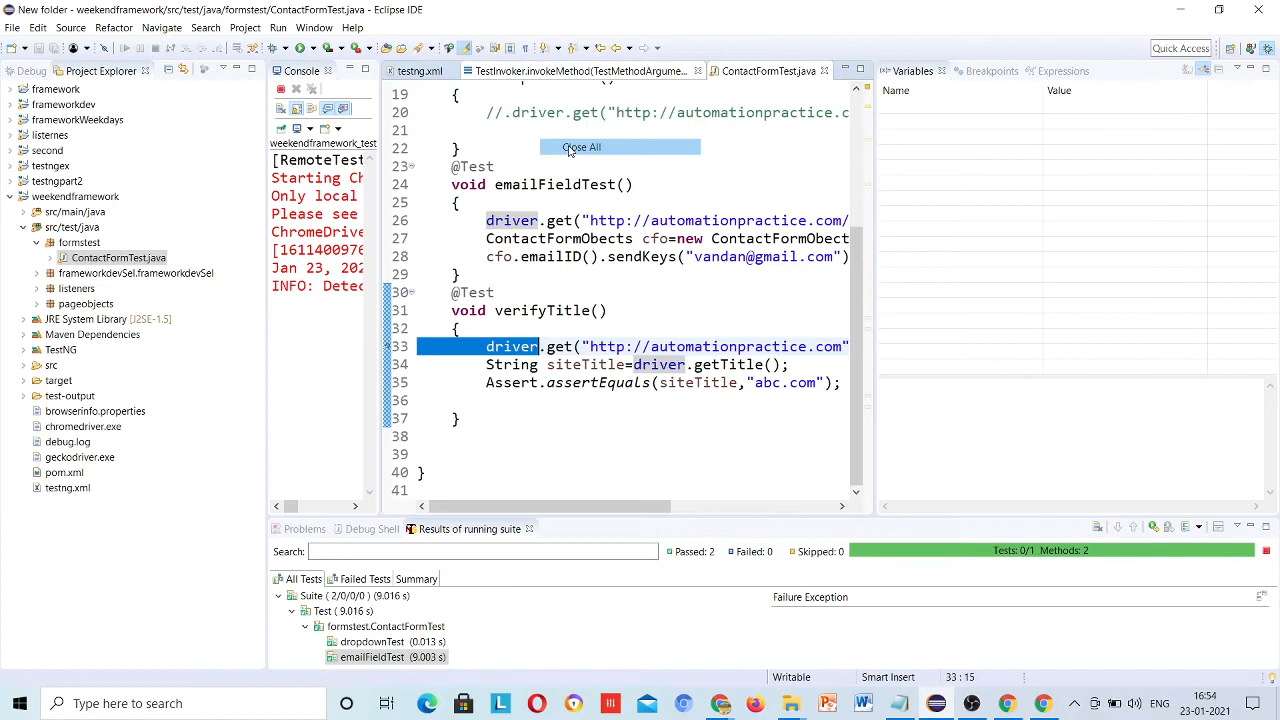 New folder - weekendframework/src/test/java/formstest/ContactFormTest.java - Eclipse IDE
File Edit Source Refactor Navigate Search Project Run Window Help
Quick Access
Debug Project Explorer
Console
testng.xml TestInvoker.invokeMethod(TestMethodArgume... ContactFormTest.java
Variables Breakpoints Expressions
Name Value
framework
frameworkdev
frameworkWeekdays
listenes
second
testngex
testngpart2
weekendframework
src/main/java
src/test/java
formstest
ContactFormTest.java
frameworkdevSel.frameworkdevSel
listeners
pageobjects
JRE System Library [J2SE-1.5]
Maven Dependencies
TestNG
src
target
test-output
browserinfo.properties
chromedriver.exe
debug.log
geckodriver.exe
pom.xml
testng.xml
weekendframework_test
[RemoteTest
Starting Ch
Only local
Please see
ChromeDrive
[1611400976
Jan 23, 202
INFO: Detec
19 {
20 //.driver.get("http://automationpractice.c
21
22 }
Close All
23 @Test
24 void emailFieldTest()
25 {
26 driver.get("http://automationpractice.com/
27 ContactFormObects cfo=new ContactFormObect
28 cfo.emailID().sendKeys("vandan@gmail.com")
29 }
30 @Test
31 void verifyTitle()
32 {
33 driver.get("http://automationpractice.com"
34 String siteTitle=driver.getTitle();
35 Assert.assertEquals(siteTitle,"abc.com");
36
37 }
38
39
40 }
41
Problems Debug Shell Results of running suite
Search: Passed: 2 Failed: 0 Skipped: 0 Tests: 0/1 Methods: 2
All Tests Failed Tests Summary
Suite ( 2/0/0/0 ) (9.016 s)
Failure Exception
Test ( 9.016 s)
formstest.ContactFormTest
dropdownTest (0.013 s)
emailFieldTest (9.003 s)
Writable Smart Insert 33 : 15
Type here to search
ENG
16:54
23-01-2021